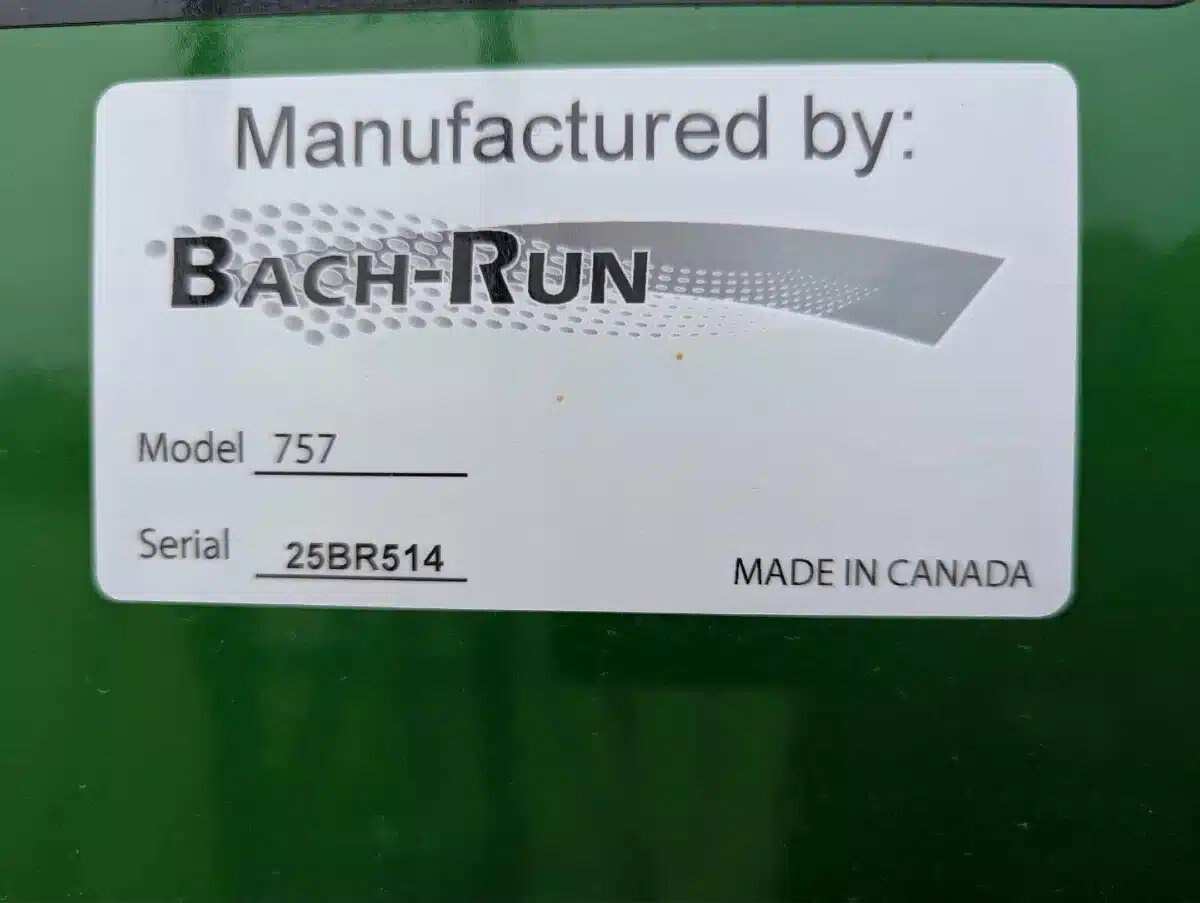 Manufactured by:
BACH-RUN
Model 757
Serial 25BR514
MADE IN CANADA